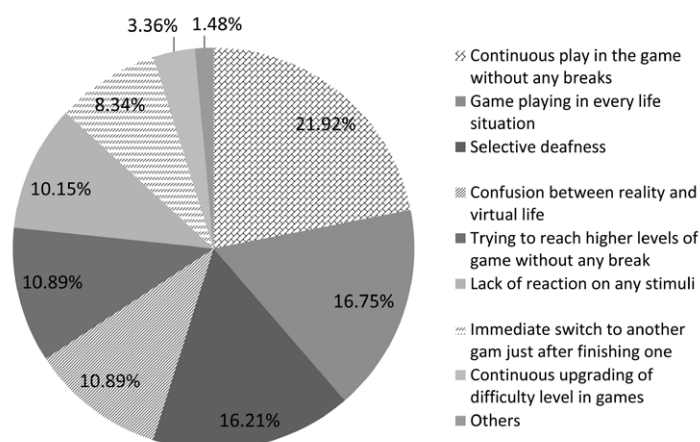 3.36%
1.48%
8.34%
21.92%
10.15%
10.89%
16.75%
10.89%
16.21%
Continuous play in the game
without any breaks
Game playing in every life
situation
Selective deafness
Confusion between reality and
virtual life
Trying to reach higher levels of
game without any break
Lack of reaction on any stimuli
Immediate switch to another
gam just after finishing one
Continuous upgrading of
difficulty level in games
Others